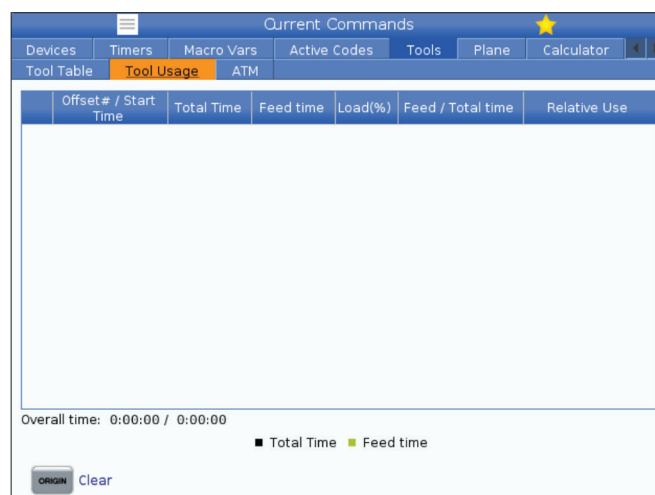 Current Commands
Devices Timers Macro Vars Active Codes Tools Plane Calculator
Tool Table Tool Usage ATM
Offset# / Start Time Total Time Feed time Load(%) Feed / Total time Relative Use
Overall time: 0:00:00 / 0:00:00
Total Time Feed time
ORIGIN Clear